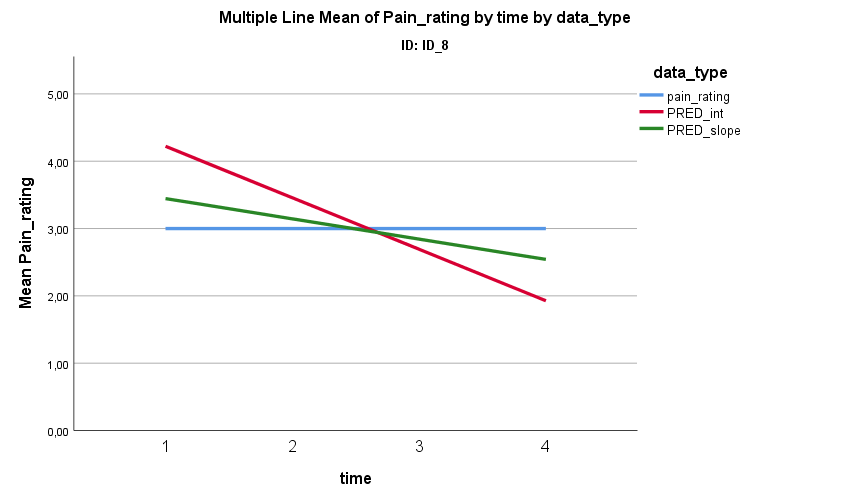 Multiple Line Mean of Pain_rating by time by data_type
ID: ID_8
data_type
pain_rating
PRED_int
PRED_slope
Mean Pain_rating
5,00
4,00
3,00
2,00
1,00
0,00
1 2 3 4
time